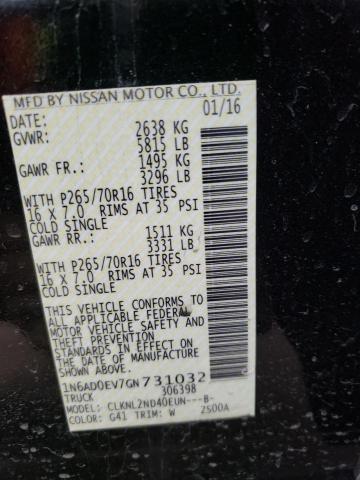 MFD BY NISSAN MOTOR CO., LTD.
DATE: 01/16
GVWR: 2638 KG
5815 LB
GAWR FR.: 1495 KG
3296 LB
WITH P265/70R16 TIRES
16 X 7.0 RIMS AT 35 PSI
COLD SINGLE
GAWR RR.: 1511 KG
3331 LB
WITH P265/70R16 TIRES
16 X 7.0 RIMS AT 35 PSI
COLD SINGLE
THIS VEHICLE CONFORMS TO
ALL APPLICABLE FEDERAL
MOTOR VEHICLE SAFETY AND
THEFT PREVENTION
STANDARDS IN EFFECT ON
THE DATE OF MANUFACTURE
SHOWN ABOVE.
1N6AD0EV7GN731032
TRUCK 306398
MODEL: CLKNL2ND40EUN---B-
COLOR: G41 TRIM: W 2500A